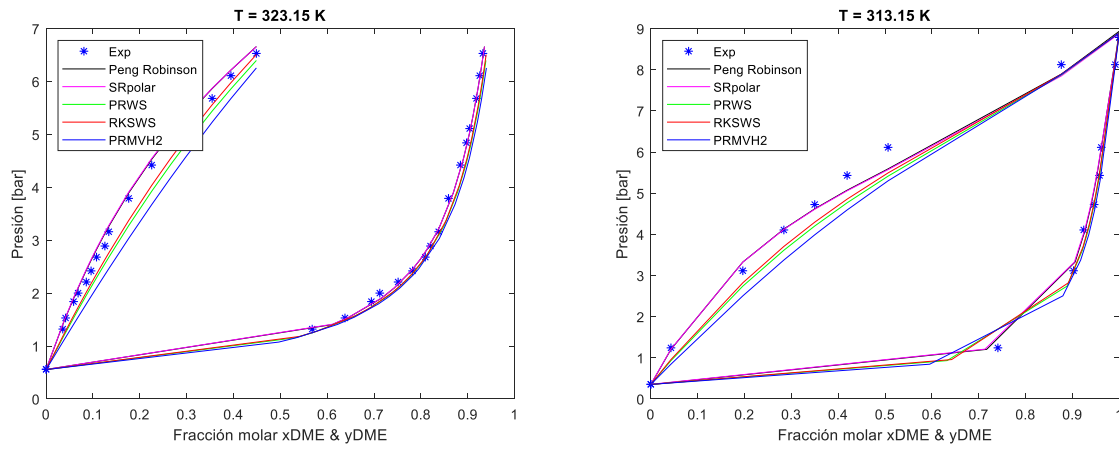 T = 323.15 K
7
6
5
4
3
2
1
0
Presión [bar]
Exp
Peng Robinson
SRpolar
PRWS
RKSWS
PRMVH2
0 0.1 0.2 0.3 0.4 0.5 0.6 0.7 0.8 0.9 1
Fracción molar xDME & yDME
T = 313.15 K
9
8
7
6
5
4
3
2
1
0
Presión [bar]
Exp
Peng Robinson
SRpolar
PRWS
RKSWS
PRMVH2
0 0.1 0.2 0.3 0.4 0.5 0.6 0.7 0.8 0.9
Fracción molar xDME & yDME